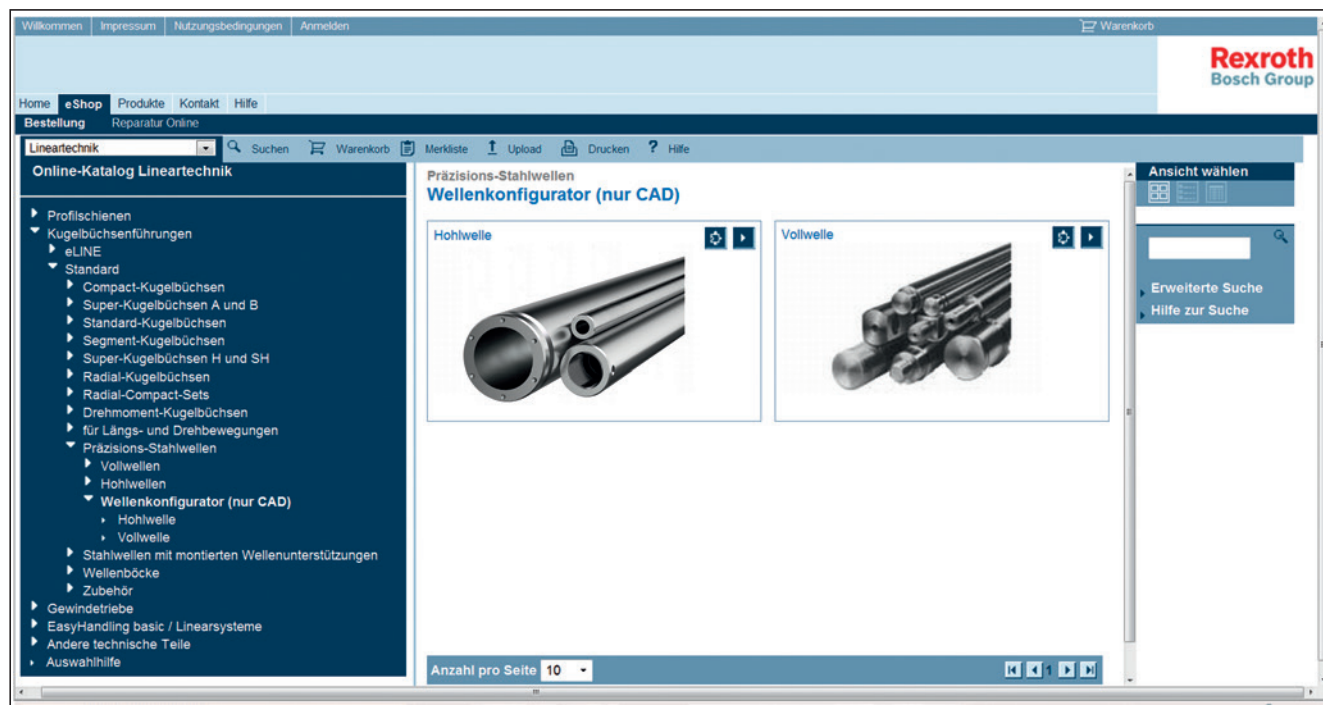 Willkommen Impressum Nutzungsbedingungen Anmelden Warenkorb
Rexroth
Bosch Group
Home eShop Produkte Kontakt Hilfe
Bestellung Reparatur Online
Lineartechnik Suchen Warenkorb Merkliste Upload Drucken ? Hilfe
Online-Katalog Lineartechnik
Profilschienen
Kugelbüchsenführungen
eLINE
Standard
Compact-Kugelbüchsen
Super-Kugelbüchsen A und B
Standard-Kugelbüchsen
Segment-Kugelbüchsen
Super-Kugelbüchsen H und SH
Radial-Kugelbüchsen
Radial-Compact-Sets
Drehmoment-Kugelbüchsen
für Längs- und Drehbewegungen
Präzisions-Stahlwellen
Vollwellen
Hohlwellen
Wellenkonfigurator (nur CAD)
Hohlwelle
Vollwelle
Stahlwellen mit montierten Wellenunterstützungen
Wellenböcke
Zubehör
Gewindetriebe
EasyHandling basic / Linearsysteme
Andere technische Teile
Auswahlhilfe
Präzisions-Stahlwellen
Wellenkonfigurator (nur CAD)
Hohlwelle
Vollwelle
Anzahl pro Seite 10 1
Ansicht wählen
Erweiterte Suche
Hilfe zur Suche